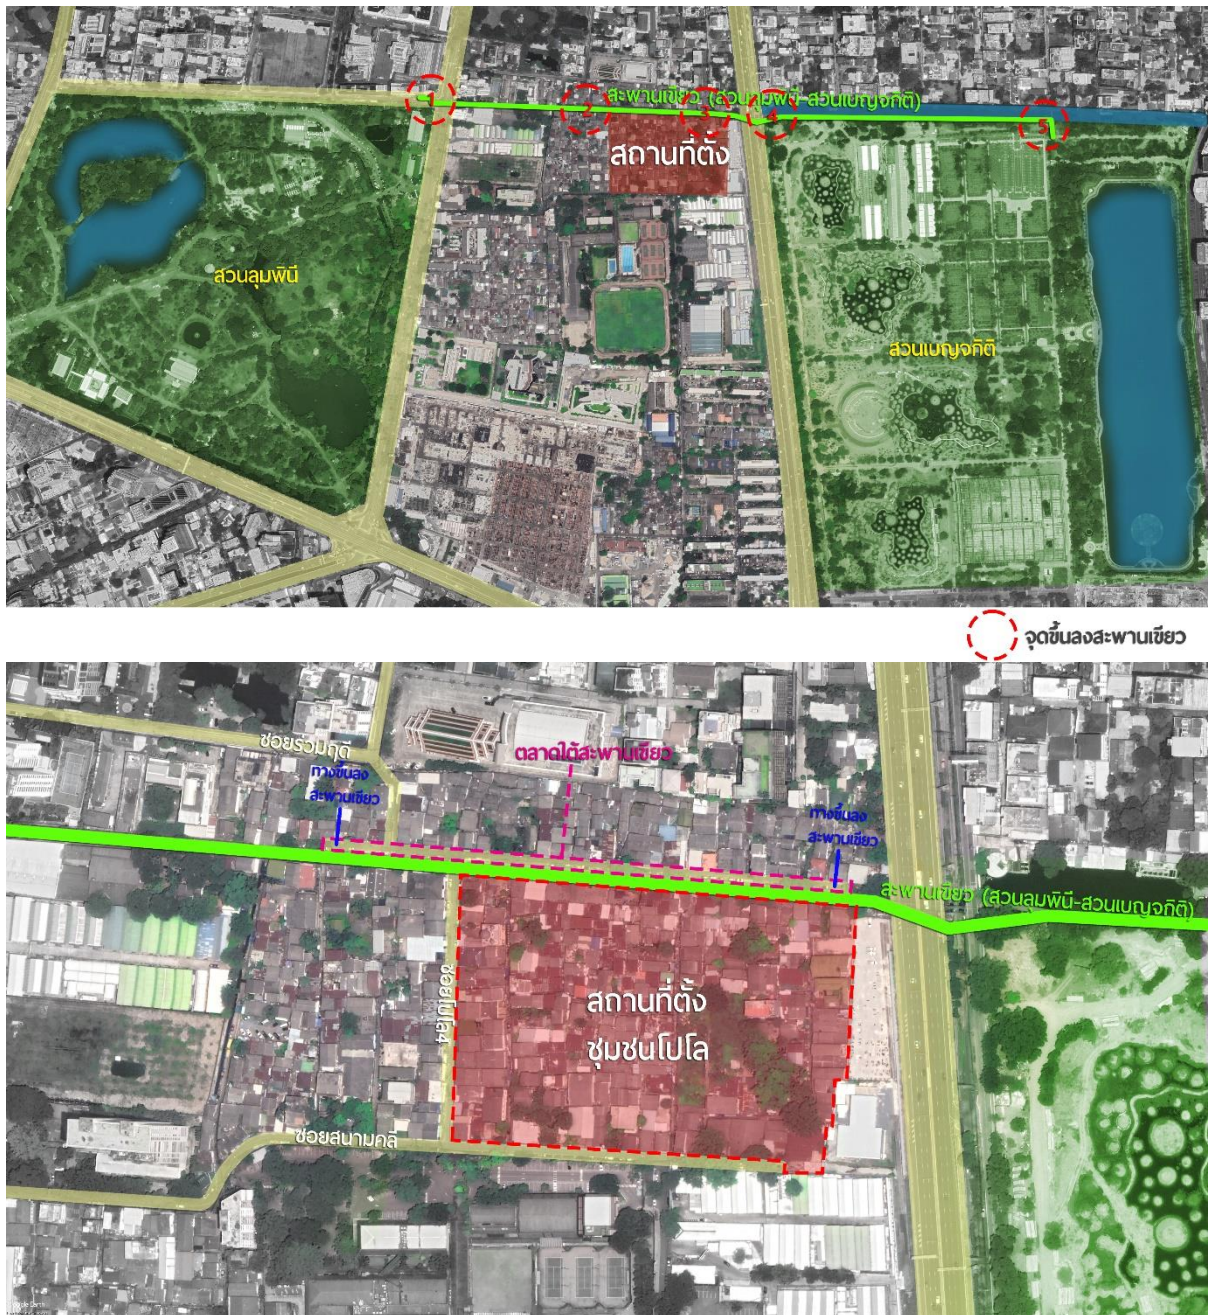 สะพานเขียว (สวนลุมพินี-สวนเบญจกิติ)
1
2
3
4
5
สถานที่ตั้ง
สวนลุมพินี
สวนเบญจกิติ
จุดขึ้นลงสะพานเขียว
ซอยร่วมฤดี
ตลาดใต้สะพานเขียว
ทางขึ้นลง
สะพานเขียว
ทางขึ้นลง
สะพานเขียว
สะพานเขียว (สวนลุมพินี-สวนเบญจกิติ)
ซอยโปโล4
สถานที่ตั้ง
ชุมชนโปโล
ซอยสนามคลี